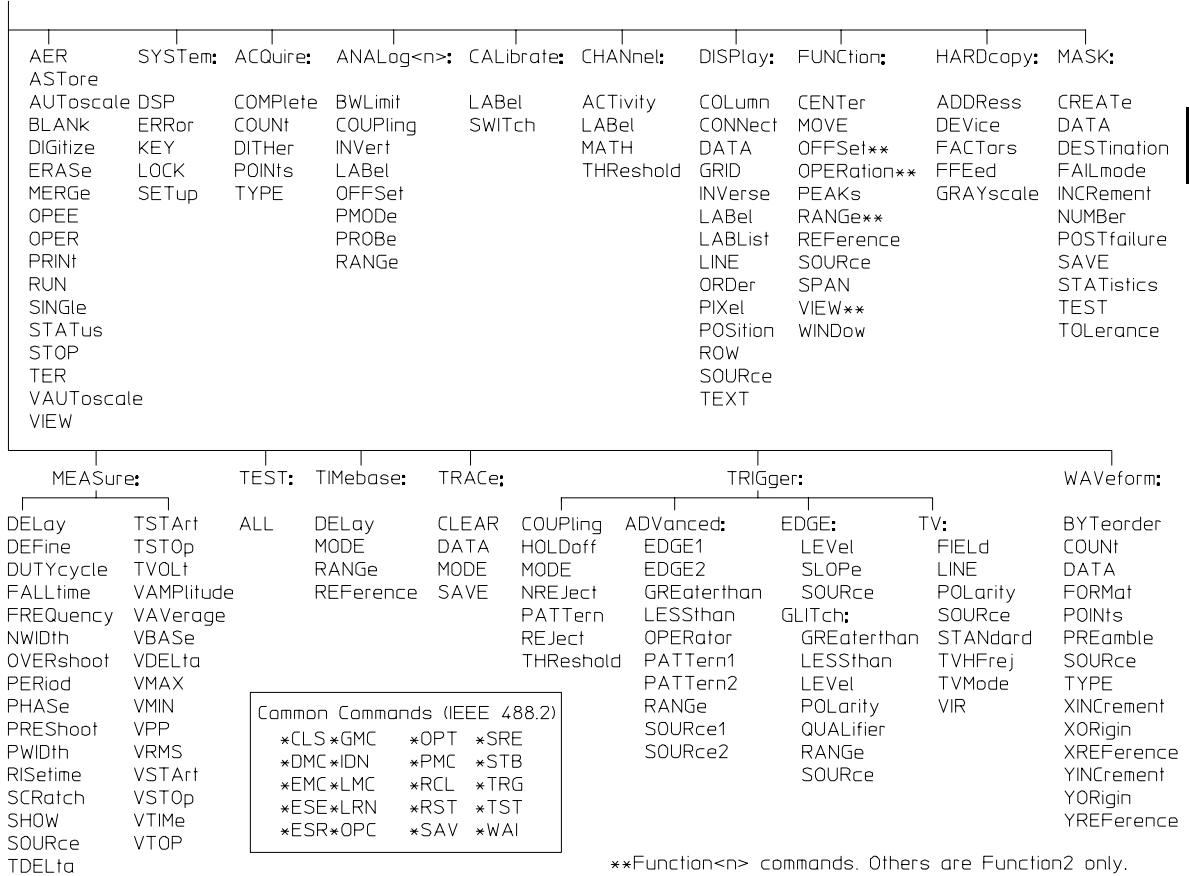 AER SYSTem: ACQuire: ANALog<n>: CALibrate: CHANnel: DISPlay: FUNCtion: HARDcopy: MASK:
ASTore
AUToscale DSP COMPlete BWLimit LABel ACTivity COLumn CENTer ADDRess CREATe
BLANk ERRor COUNt COUPling SWITch LABel CONNect MOVE DEVice DATA
DIGitize KEY DITHer INVert MATH DATA OFFSet** FACTors DESTination
ERASe LOCK POINts LABel THReshold GRID OPERation** FFEed FAILmode
MERGe SETup TYPE OFFSet INVerse PEAKs GRAYscale INCRement
OPEE PMODe LABel RANGe** NUMBer
OPER PROBe LABList REFerence POSTfailure
PRINt RANGe LINE SOURce SAVE
RUN ORDer SPAN STATistics
SINGle PIXel VIEW** TEST
STATus POSition WINDow TOLerance
STOP ROW
TER SOURce
VAUToscale TEXT
VIEW
MEASure: TEST: TIMebase: TRACe: TRIGger: WAVeform:
DELay TSTArt ALL DELay CLEAR COUPling ADVanced: EDGE: TV: BYTeorder
DEFine TSTOp MODE DATA HOLDoff EDGE1 LEVel FIELd COUNt
DUTYcycle TVOLt RANGe MODE MODE EDGE2 SLOPe LINE DATA
FALLtime VAMPlitude REFerence SAVE NREJect GREaterthan SOURce POLarity FORMat
FREQuency VAVerage PATTern LESSthan GLITch: SOURce POINts
NWIDth VBASe REJect OPERator GREaterthan STANdard PREamble
OVERshoot VDELta THReshold PATTern1 LESSthan TVHFrej SOURce
PERiod VMAX PATTern2 LEVel TVMode TYPE
PHASe VMIN RANGe POLarity VIR XINCrement
PREShoot VPP SOURce1 QUALifier XORigin
PWIDth VRMS SOURce2 RANGe XREFerence
RISetime VSTArt SOURce YINCrement
SCRatch VSTOp YORigin
SHOW VTIMe YREFerence
SOURce VTOP
TDELta
Common Commands (IEEE 488.2)
*CLS *GMC *OPT *SRE
*DMC *IDN *PMC *STB
*EMC *LMC *RCL *TRG
*ESE *LRN *RST *TST
*ESR *OPC *SAV *WAI
**Function<n> commands. Others are Function2 only.